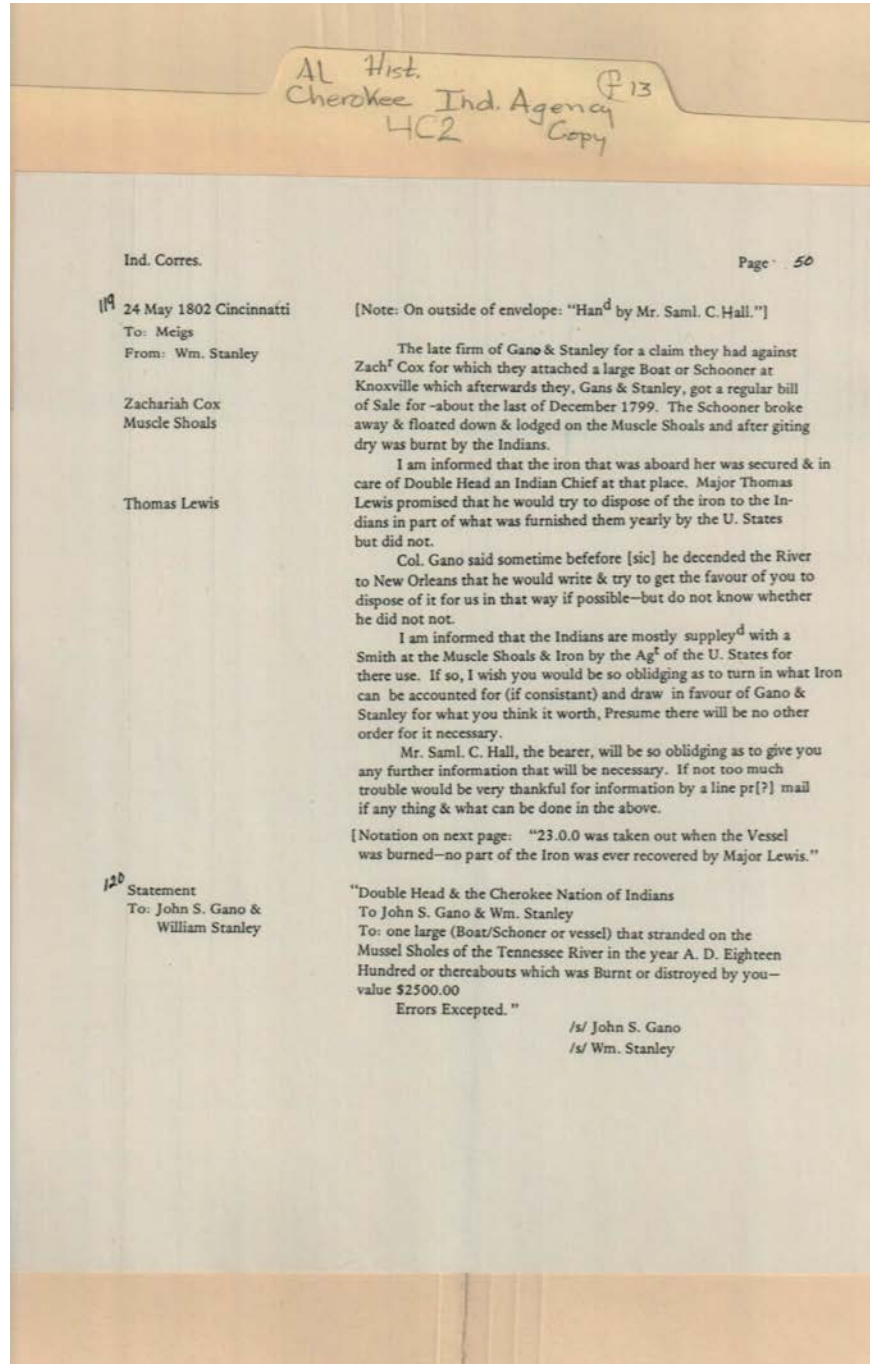 AL Hist.
Cherokee Ind. Agency
4C2 Copy
F 13
Ind. Corres.
Page 50
119 24 May 1802 Cincinnatti
To: Meigs
From: Wm. Stanley
Zachariah Cox
Muscle Shoals
Thomas Lewis
[Note: On outside of envelope: "Hanᵈ by Mr. Saml. C. Hall."]
The late firm of Gano & Stanley for a claim they had against
Zachʳ Cox for which they attached a large Boat or Schooner at
Knoxville which afterwards they, Gans & Stanley, got a regular bill
of Sale for -about the last of December 1799. The Schooner broke
away & floated down & lodged on the Muscle Shoals and after giting
dry was burnt by the Indians.
I am informed that the iron that was aboard her was secured & in
care of Double Head an Indian Chief at that place. Major Thomas
Lewis promised that he would try to dispose of the iron to the In-
dians in part of what was furnished them yearly by the U. States
but did not.
Col. Gano said sometime befefore [sic] he decended the River
to New Orleans that he would write & try to get the favour of you to
dispose of it for us in that way if possible—but do not know whether
he did not not.
I am informed that the Indians are mostly suppleyᵈ with a
Smith at the Muscle Shoals & Iron by the Agᵗ of the U. States for
there use. If so, I wish you would be so oblidging as to turn in what Iron
can be accounted for (if consistant) and draw in favour of Gano &
Stanley for what you think it worth, Presume there will be no other
order for it necessary.
Mr. Saml. C. Hall, the bearer, will be so oblidging as to give you
any further information that will be necessary. If not too much
trouble would be very thankful for information by a line pr[?] mail
if any thing & what can be done in the above.
[Notation on next page: "23.0.0 was taken out when the Vessel
was burned—no part of the Iron was ever recovered by Major Lewis."
120 Statement
To: John S. Gano &
William Stanley
"Double Head & the Cherokee Nation of Indians
To John S. Gano & Wm. Stanley
To: one large (Boat/Schoner or vessel) that stranded on the
Mussel Sholes of the Tennessee River in the year A. D. Eighteen
Hundred or thereabouts which was Burnt or distroyed by you—
value $2500.00
Errors Excepted."
/s/ John S. Gano
/s/ Wm. Stanley